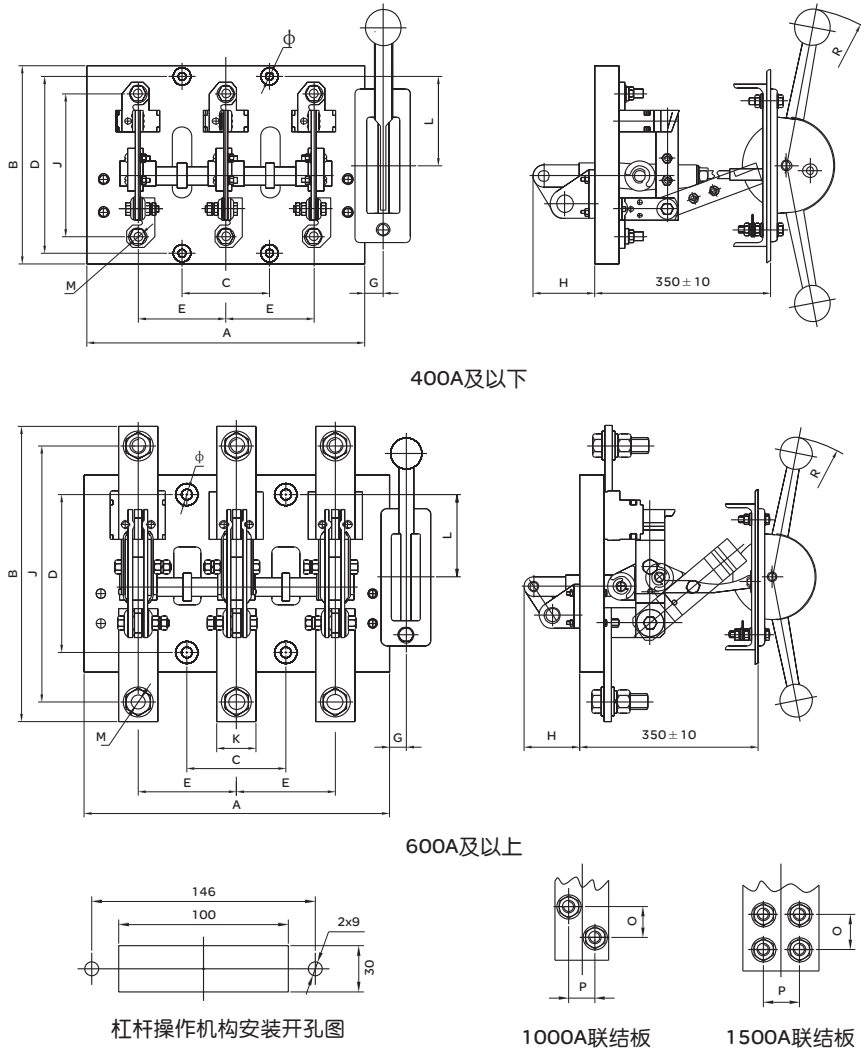 ϕ
R
L
B
D
J
M
C
G
E
E
A
H
350±10
400A及以下
ϕ
R
L
B
J
D
M
K
G
C
E
E
A
H
350±10
600A及以上
146
100
2x9
30
O
P
O
P
杠杆操作机构安装开孔图
1000A联结板
1500A联结板